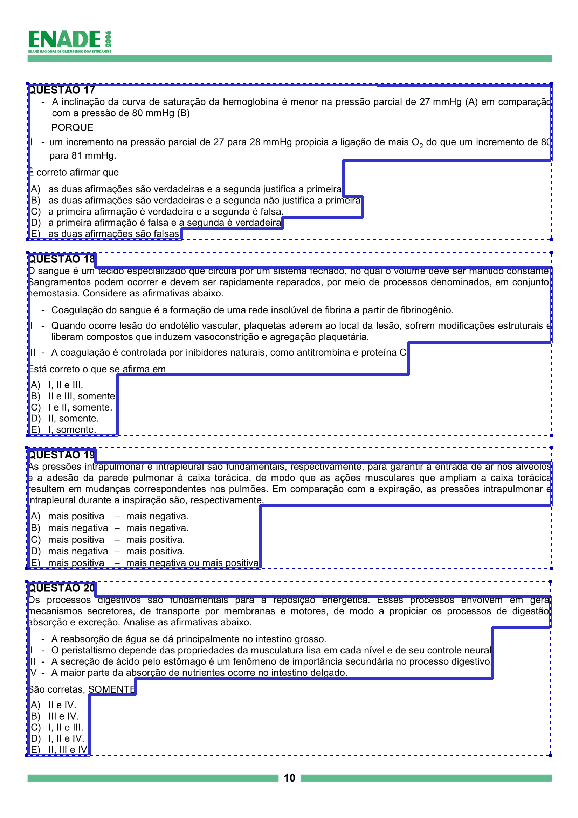 ENADE 2006
EXAME NACIONAL DE DESEMPENHO DOS ESTUDANTES
QUESTÃO 17
- A inclinação da curva de saturação da hemoglobina é menor na pressão parcial de 27 mmHg (A) em comparação
com a pressão de 80 mmHg (B)
PORQUE
I - um incremento na pressão parcial de 27 para 28 mmHg propicia a ligação de mais O2 do que um incremento de 80
para 81 mmHg.
É correto afirmar que
A) as duas afirmações são verdadeiras e a segunda justifica a primeira.
B) as duas afirmações são verdadeiras e a segunda não justifica a primeira.
C) a primeira afirmação é verdadeira e a segunda é falsa.
D) a primeira afirmação é falsa e a segunda é verdadeira.
E) as duas afirmações são falsas.
QUESTÃO 18
O sangue é um tecido especializado que circula por um sistema fechado, no qual o volume deve ser mantido constante.
Sangramentos podem ocorrer e devem ser rapidamente reparados, por meio de processos denominados, em conjunto,
hemostasia. Considere as afirmativas abaixo.
- Coagulação do sangue é a formação de uma rede insolúvel de fibrina a partir de fibrinogênio.
I - Quando ocorre lesão do endotélio vascular, plaquetas aderem ao local da lesão, sofrem modificações estruturais e
liberam compostos que induzem vasoconstrição e agregação plaquetária.
II - A coagulação é controlada por inibidores naturais, como antitrombina e proteína C.
Está correto o que se afirma em
A) I, II e III.
B) II e III, somente.
C) I e II, somente.
D) II, somente.
E) I, somente.
QUESTÃO 19
As pressões intrapulmonar e intrapleural são fundamentais, respectivamente, para garantir a entrada de ar nos alvéolos
e a adesão da parede pulmonar à caixa torácica, de modo que as ações musculares que ampliam a caixa torácica
resultem em mudanças correspondentes nos pulmões. Em comparação com a expiração, as pressões intrapulmonar e
intrapleural durante a inspiração são, respectivamente,
A) mais positiva – mais negativa.
B) mais negativa – mais negativa.
C) mais positiva – mais positiva.
D) mais negativa – mais positiva.
E) mais positiva – mais negativa ou mais positiva.
QUESTÃO 20
Os processos digestivos são fundamentais para a reposição energética. Esses processos envolvem em geral
mecanismos secretores, de transporte por membranas e motores, de modo a propiciar os processos de digestão,
absorção e excreção. Analise as afirmativas abaixo.
- A reabsorção de água se dá principalmente no intestino grosso.
I - O peristaltismo depende das propriedades da musculatura lisa em cada nível e de seu controle neural.
II - A secreção de ácido pelo estômago é um fenômeno de importância secundária no processo digestivo.
V - A maior parte da absorção de nutrientes ocorre no intestino delgado.
São corretas, SOMENTE
A) II e IV.
B) III e IV.
C) I, II e III.
D) I, II e IV.
E) II, III e IV.
10